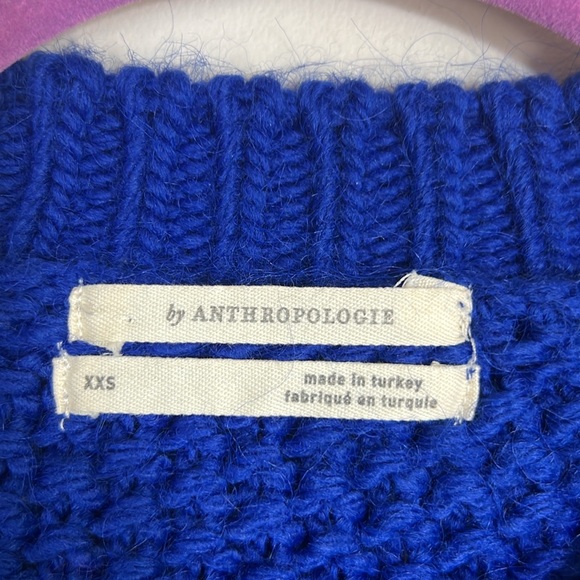 by ANTHROPOLOGIE
XXS
made in turkey
fabriqué en turquie